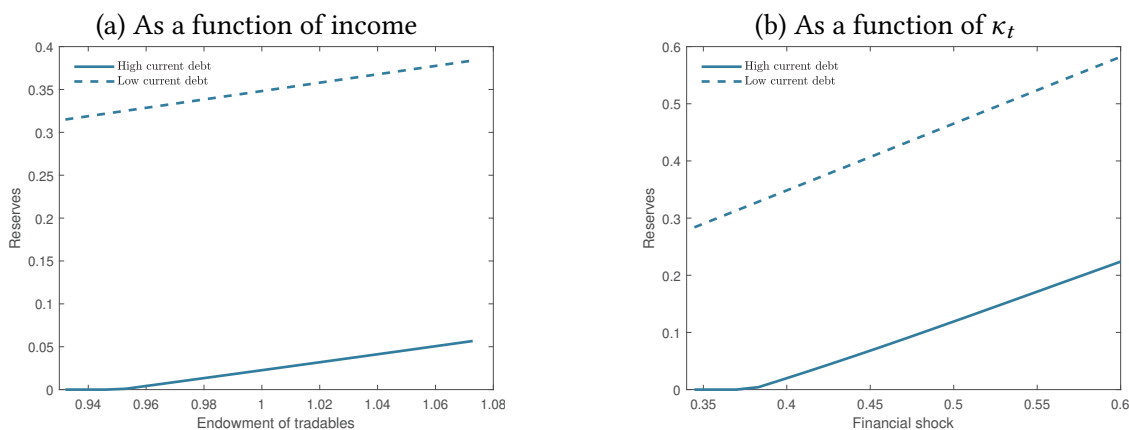 (a) As a function of income
0.4
0.35
0.3
0.25
0.2
0.15
0.1
0.05
0
Reserves
High current debt
Low current debt
0.94 0.96 0.98 1 1.02 1.04 1.06 1.08
Endowment of tradables
(b) As a function of κt
0.6
0.5
0.4
0.3
0.2
0.1
0
Reserves
High current debt
Low current debt
0.35 0.4 0.45 0.5 0.55 0.6
Financial shock